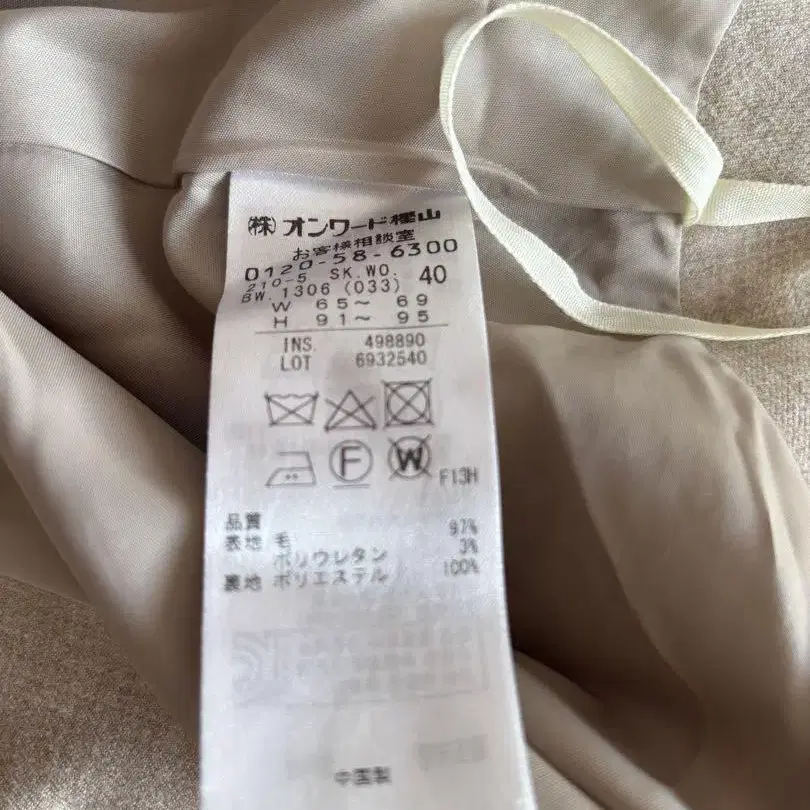 ㈱ オンワード樫山
お客様相談室
0120-58-6300
210-5 SK.WO. 40
BW.1306 (033)
W 65～ 69
H 91～ 95
INS. 498890
LOT 6932540
F
W
F13H
品質
表地 毛 97%
ポリウレタン 3%
裏地 ポリエステル 100%
中国製